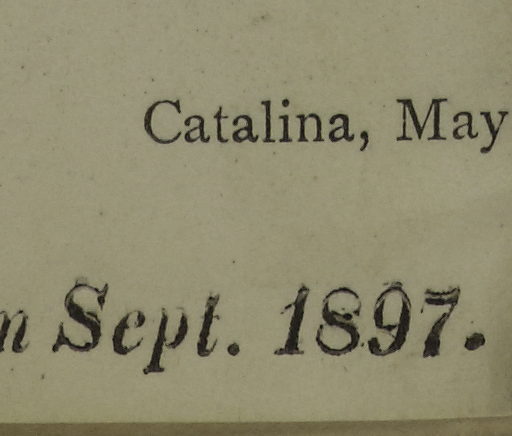 Catalina, May
n Sept. 1897.